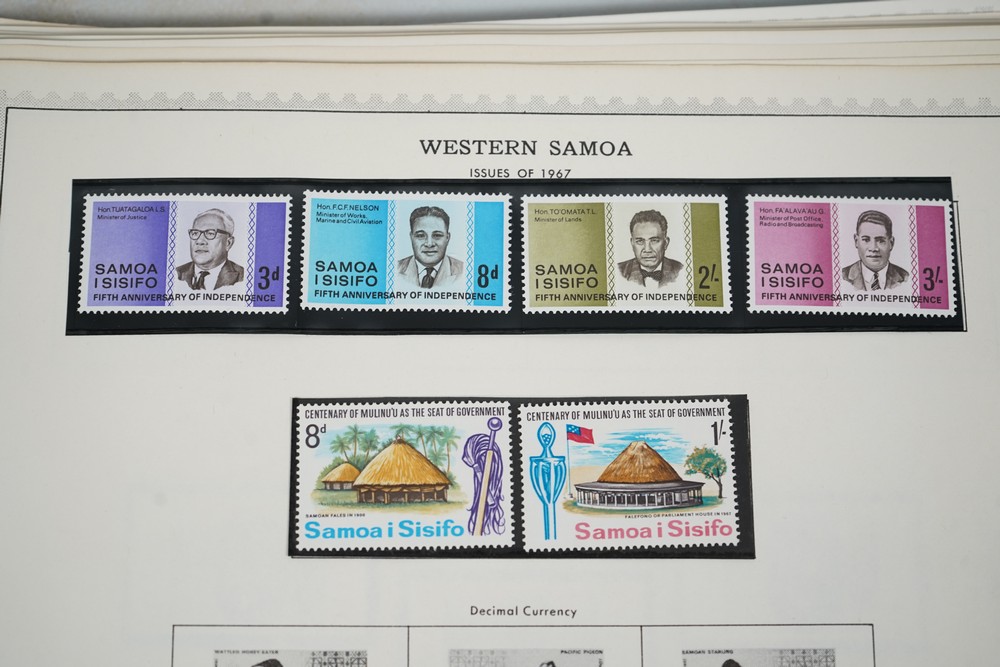 WESTERN SAMOA
ISSUES OF 1967
Hon. TUATAGALOA L.S.
Minister of Justice
SAMOA
I SISIFO
3d
FIFTH ANNIVERSARY OF INDEPENDENCE
Hon. F.C.F. NELSON
Minister of Works,
Marine and Civil Aviation
SAMOA
I SISIFO
8d
FIFTH ANNIVERSARY OF INDEPENDENCE
Hon. TO'OMATA T.L.
Minister of Lands
SAMOA
I SISIFO
2/-
FIFTH ANNIVERSARY OF INDEPENDENCE
Hon. FA'ALAVA'AU G.
Minister of Post Office,
Radio and Broadcasting
SAMOA
I SISIFO
3/-
FIFTH ANNIVERSARY OF INDEPENDENCE
CENTENARY OF MULINU'U AS THE SEAT OF GOVERNMENT
8d
SAMOAN FALES IN 1868
Samoa i Sisifo
CENTENARY OF MULINU'U AS THE SEAT OF GOVERNMENT
1/-
FALEFONO OR PARLIAMENT HOUSE IN 1967
Samoa i Sisifo
Decimal Currency
WATTLED HONEY-EATER
PACIFIC PIGEON
SAMOAN STARLING